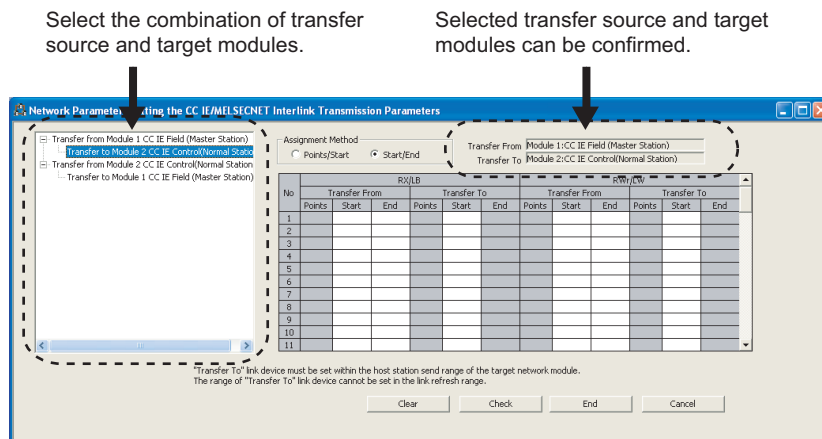 Select the combination of transfer
source and target modules.
Selected transfer source and target
modules can be confirmed.
Network Parameter Setting the CC IE/MELSECNET Interlink Transmission Parameters
Transfer from Module 1 CC IE Field (Master Station)
Transfer to Module 2 CC IE Control(Normal Statio
Transfer from Module 2 CC IE Control(Normal Station
Transfer to Module 1 CC IE Field (Master Station)
Assignment Method
Points/Start Start/End
Transfer From Module 1:CC IE Field (Master Station)
Transfer To Module 2:CC IE Control(Normal Station)
RX/LB RWr/LW
No Transfer From Transfer To Transfer From Transfer To
Points Start End Points Start End Points Start End Points Start End
1
2
3
4
5
6
7
8
9
10
11
"Transfer To" link device must be set within the host station send range of the target network module.
The range of "Transfer To" link device cannot be set in the link refresh range.
Clear Check End Cancel